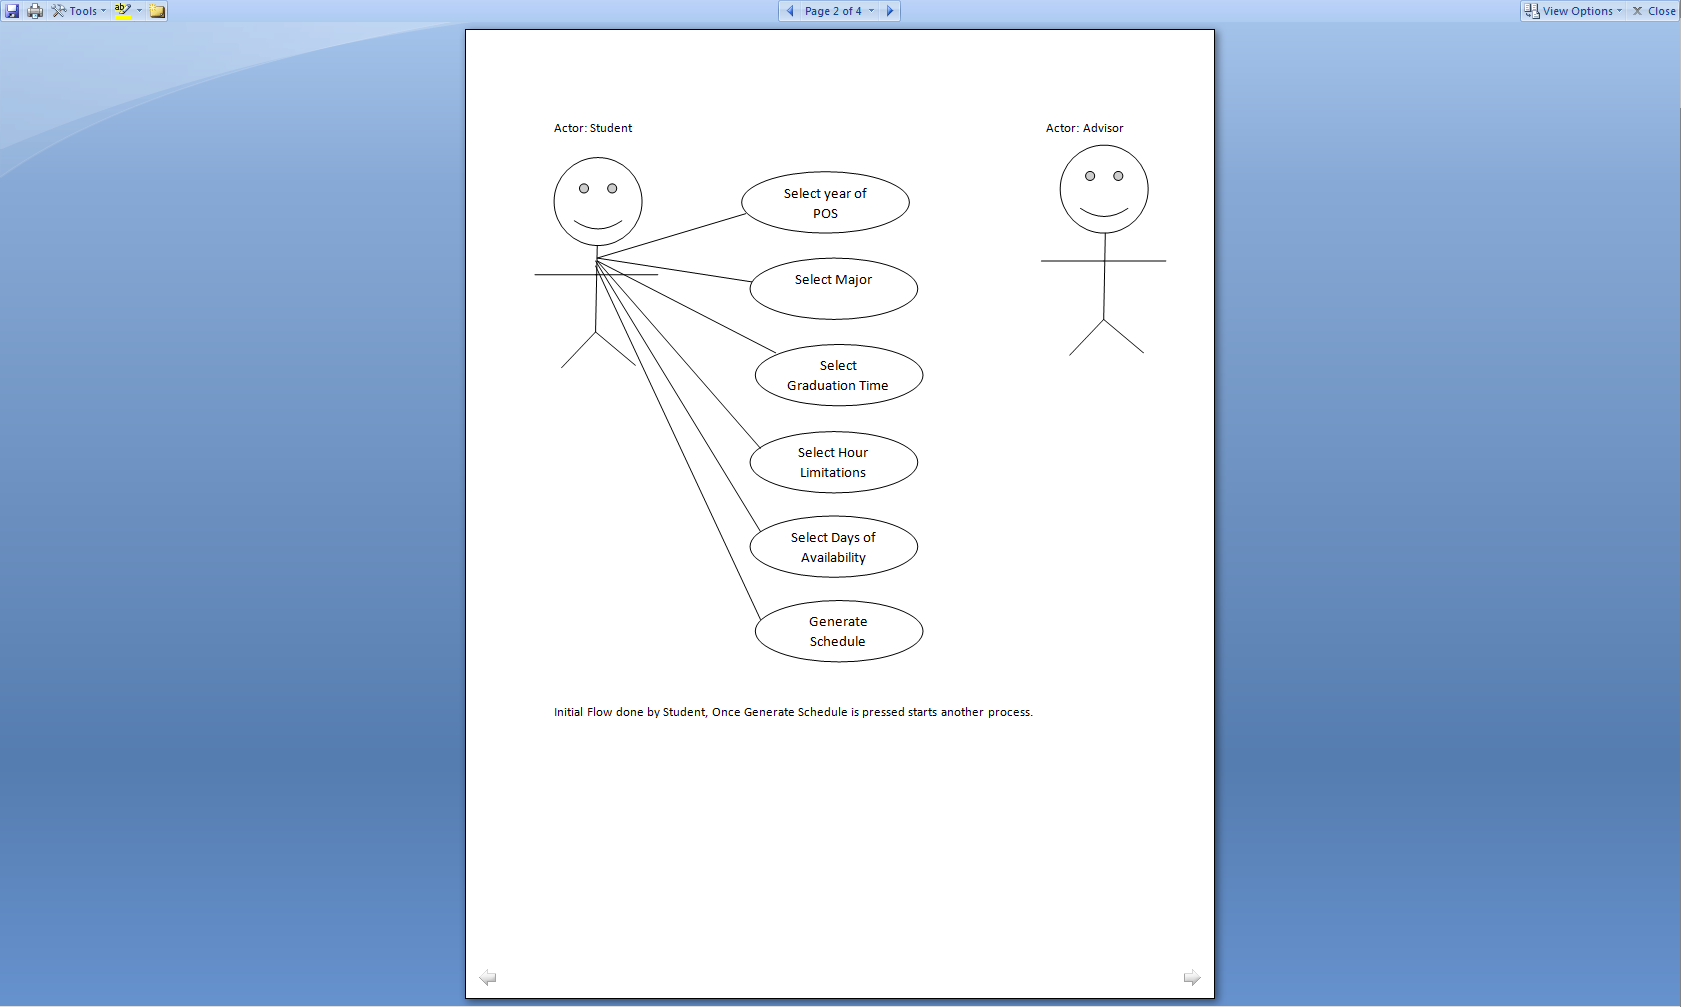 Tools
ab
Page 2 of 4
View Options
Close
Actor: Student
Actor: Advisor
Select year of
POS
Select Major
Select
Graduation Time
Select Hour
Limitations
Select Days of
Availability
Generate
Schedule
Initial Flow done by Student, Once Generate Schedule is pressed starts another process.